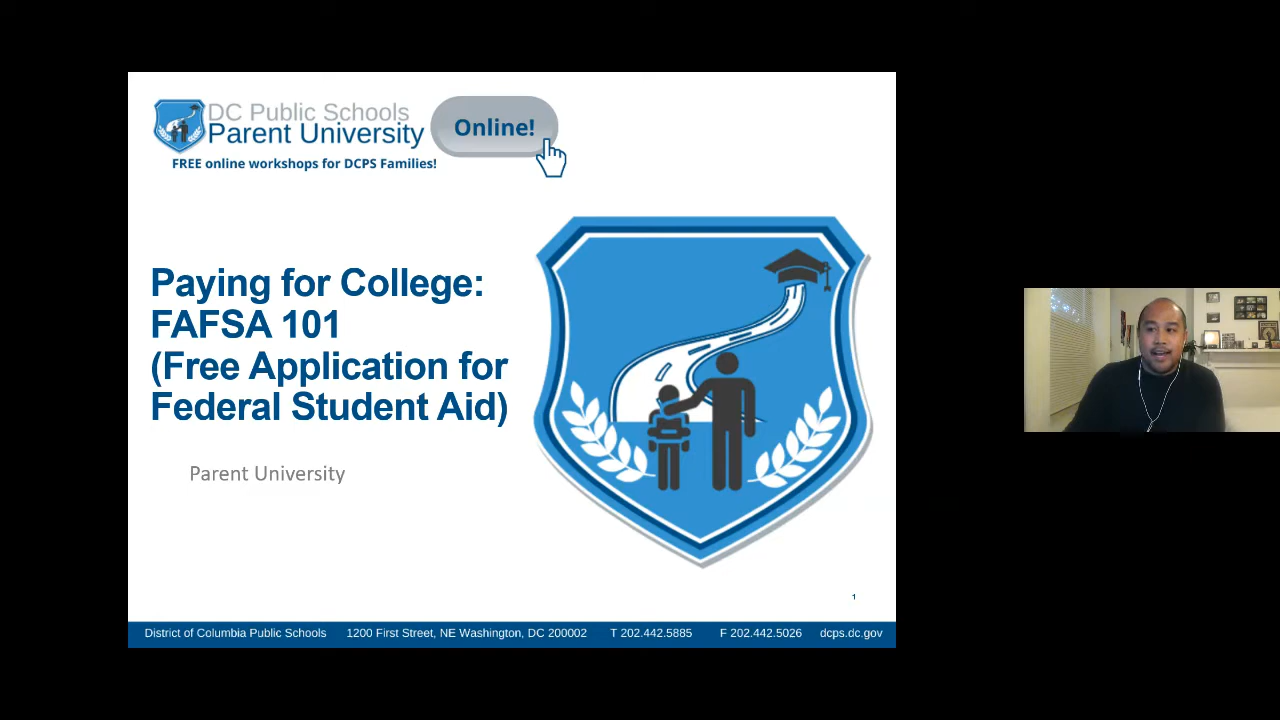 DC Public Schools
Parent University
Online!
FREE online workshops for DCPS Families!
Paying for College:
FAFSA 101
(Free Application for
Federal Student Aid)
Parent University
1
District of Columbia Public Schools 1200 First Street, NE Washington, DC 200002 T 202.442.5885 F 202.442.5026 dcps.dc.gov